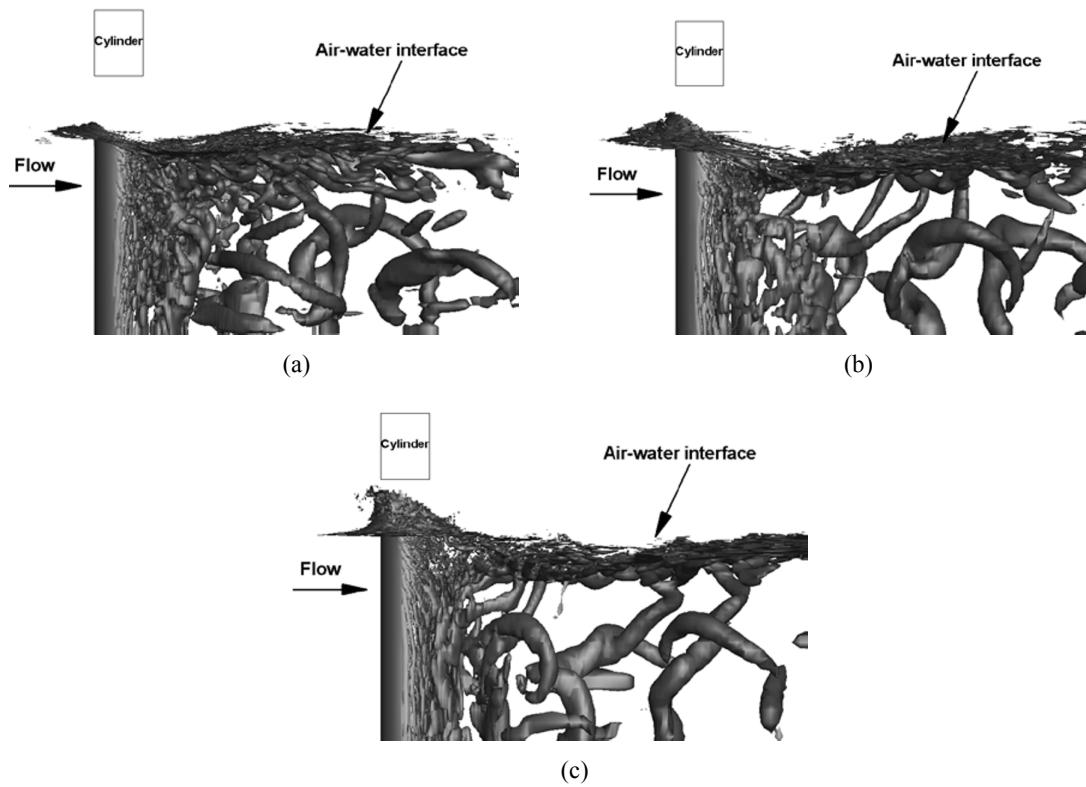 Cylinder
Air-water interface
Flow
(a)
Cylinder
Air-water interface
Flow
(b)
Cylinder
Air-water interface
Flow
(c)